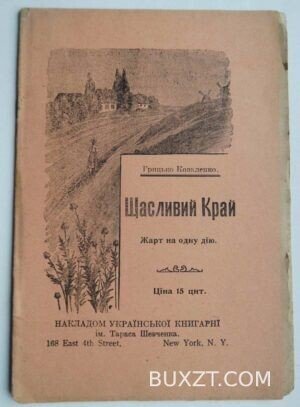 Грицько Коваленко.
Щасливий Край
Жарт на одну дію.
Ціна 15 цнт.
НАКЛАДОМ УКРАЇНСЬКОЇ КНИГАРНІ
ім. Тараса Шевченка.
168 East 4th Street, New York, N. Y.
BUXZT.COM